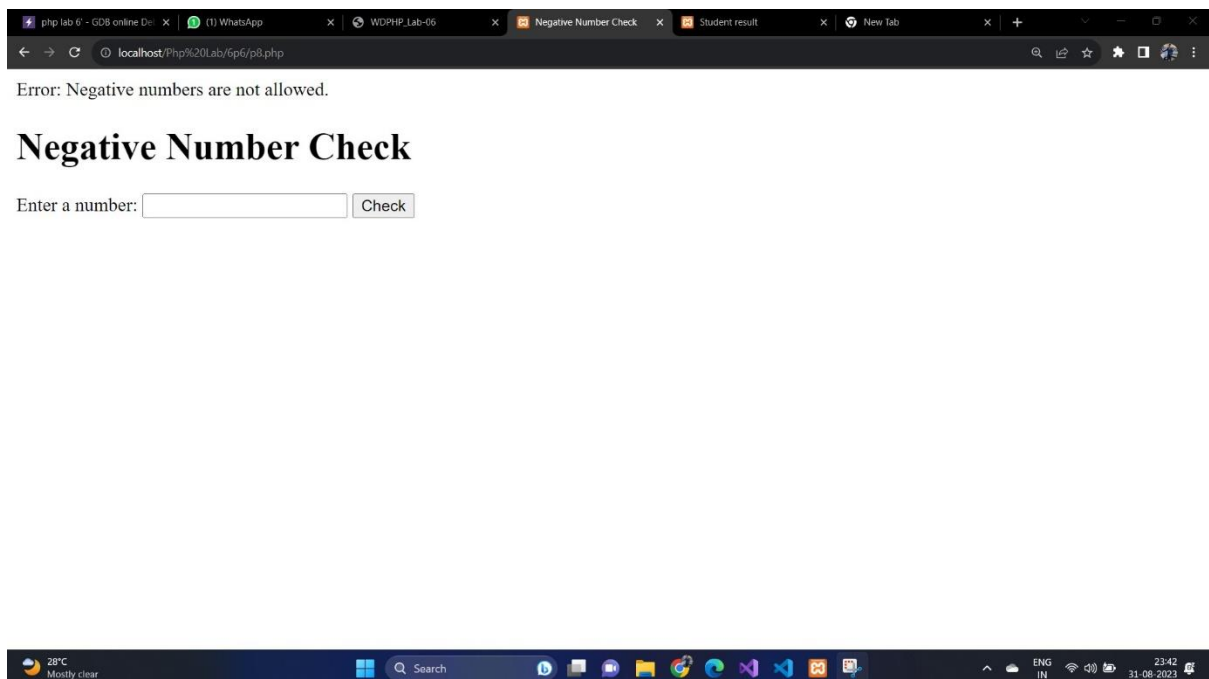 php lab 6' - GDB online De
(1) WhatsApp
WDPHP_Lab-06
Negative Number Check
Student result
New Tab
localhost/Php%20Lab/6p6/p8.php
Error: Negative numbers are not allowed.
Negative Number Check
Enter a number:
Check
28°C
Mostly clear
Search
ENG
IN
23:42
31-08-2023